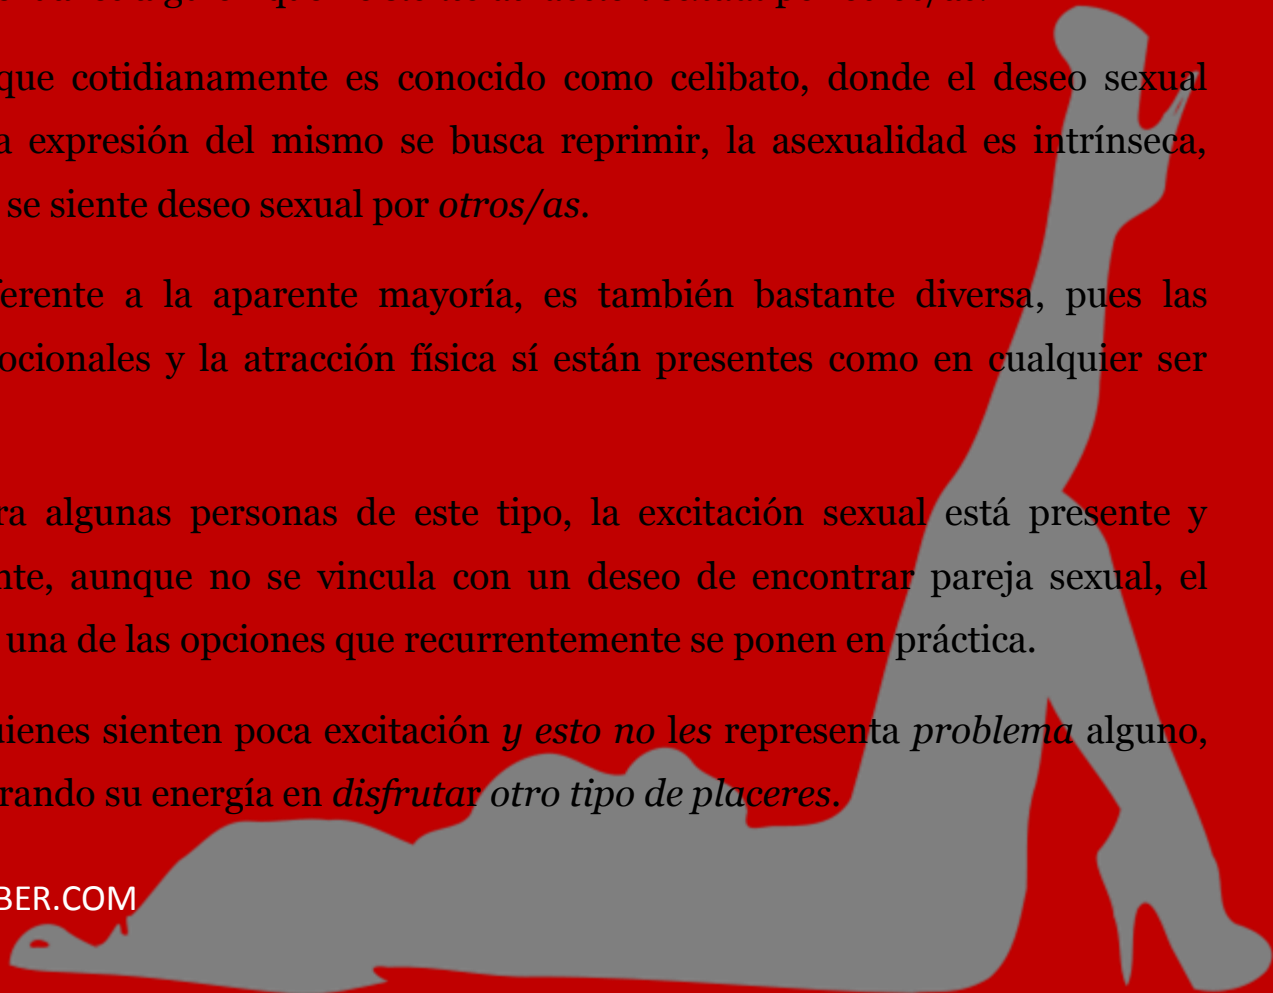 que cotidianamente es conocido como celibato, donde el deseo sexual
a expresión del mismo se busca reprimir, la asexualidad es intrínseca,
se siente deseo sexual por otros/as.
ferente a la aparente mayoría, es también bastante diversa, pues las
ocionales y la atracción física sí están presentes como en cualquier ser
ra algunas personas de este tipo, la excitación sexual está presente y
nte, aunque no se vincula con un deseo de encontrar pareja sexual, el
una de las opciones que recurrentemente se ponen en práctica.
uienes sienten poca excitación y esto no les representa problema alguno,
rando su energía en disfrutar otro tipo de placeres.
BER.COM